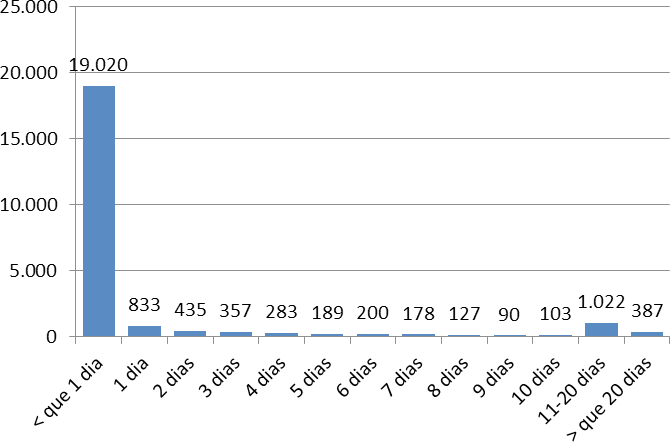 25.000
20.000
15.000
10.000
5.000
0
19.020
833
435
357
283
189
200
178
127
90
103
1.022
387
< que 1 dia
1 dia
2 dias
3 dias
4 dias
5 dias
6 dias
7 dias
8 dias
9 dias
10 dias
11-20 dias
> que 20 dias